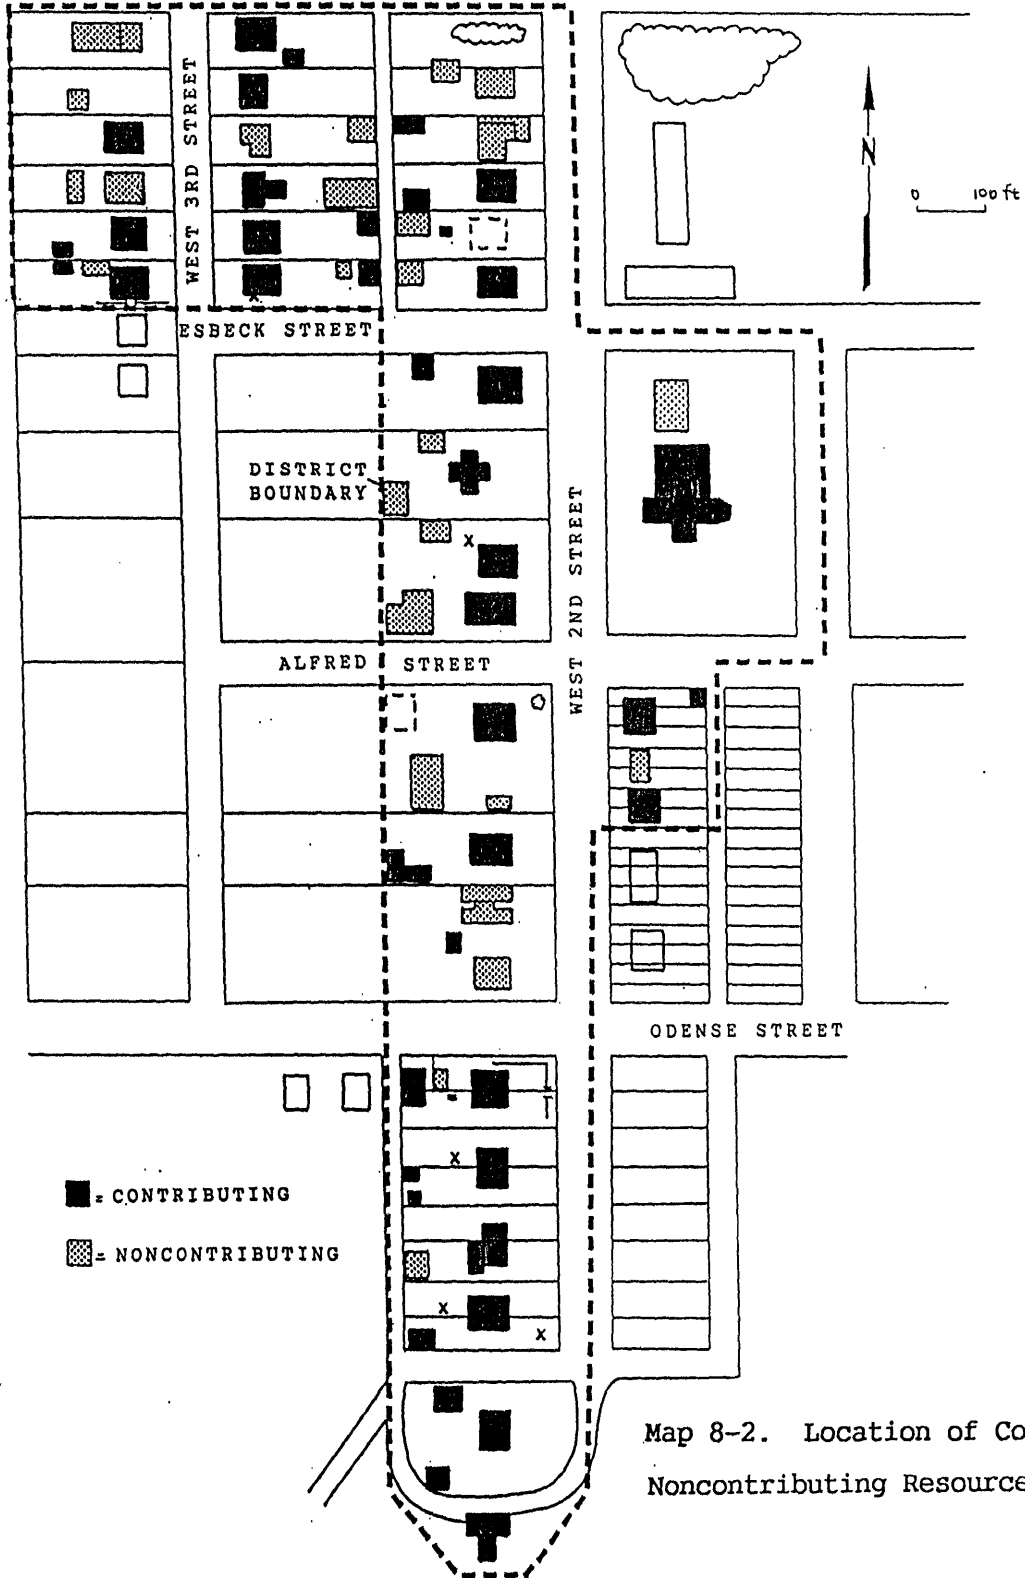 WEST 3RD STREET
N
0 100 ft
ESBECK STREET
DISTRICT
BOUNDARY
x
x
WEST 2ND STREET
ALFRED STREET
ODENSE STREET
x
x
x
= CONTRIBUTING
= NONCONTRIBUTING
Map 8-2. Location of Co
Noncontributing Resource